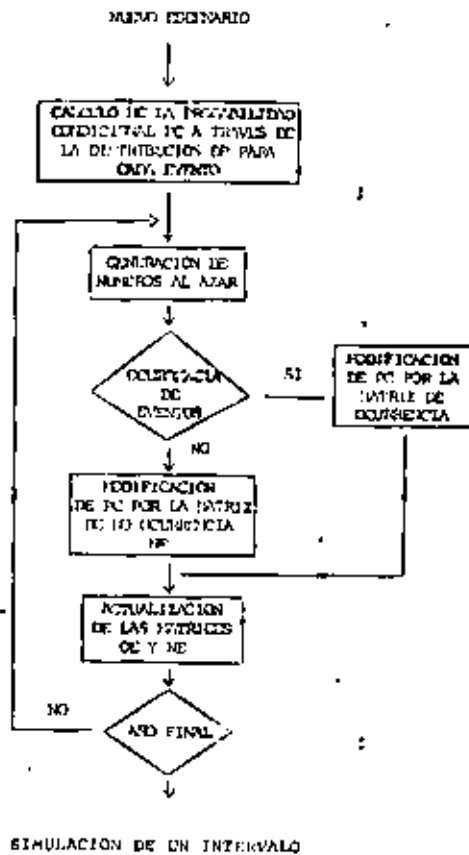 NUEVO ESCENARIO
CALCULO DE LA PROBABILIDAD
CONDICIONAL PC A TRAVES DE
LA DISTRIBUCION DP PARA
CADA EVENTO
GENERACION DE
NUMEROS AL AZAR
OCURRENCIA
DE
EVENTOS
SI
MODIFICACION
DE PC POR LA
MATRIZ DE
OCURRENCIA
NO
MODIFICACION
DE PC POR LA MATRIZ
DE NO OCURRENCIA
NE
ACTUALIZACION
DE LAS MATRICES
OE Y NE
NO
AÑO FINAL
SIMULACION DE UN INTERVALO